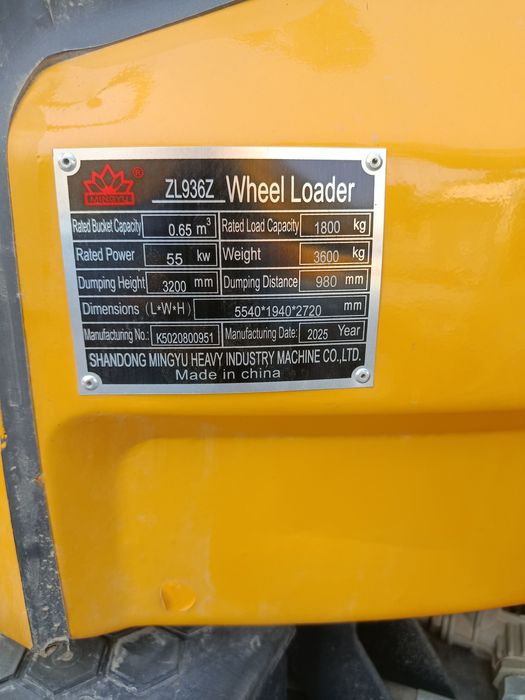 MINGYU ® ZL936Z Wheel Loader
Rated Bucket Capacity 0.65 m³ Rated Load Capacity 1800 kg
Rated Power 55 kw Weight 3600 kg
Dumping Height 3200 mm Dumping Distance 980 mm
Dimensions (L*W*H) 5540*1940*2720 mm
Manufacturing No.: K5020800951 Manufacturing Date: 2025 Year
SHANDONG MINGYU HEAVY INDUSTRY MACHINE CO.,LTD.
Made in china